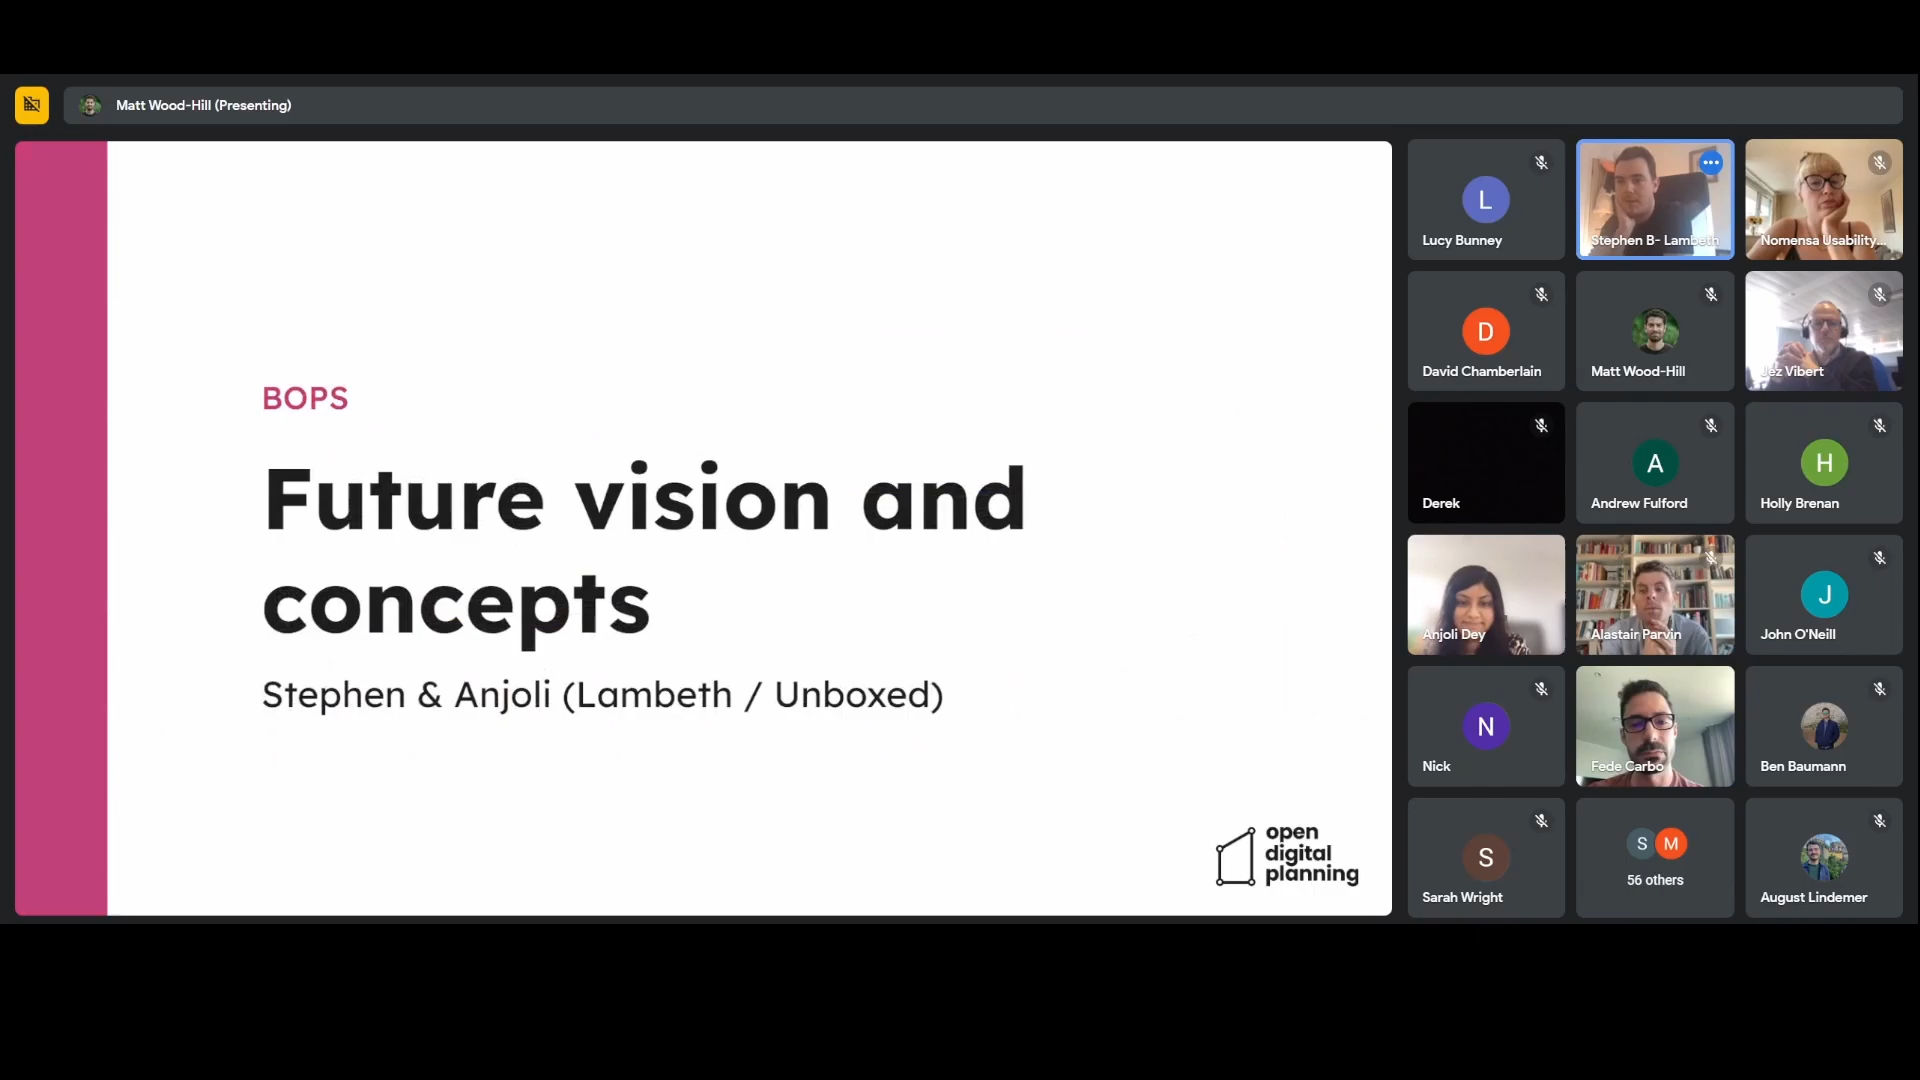 Matt Wood-Hill (Presenting)
BOPS
Future vision and
concepts
Stephen & Anjoli (Lambeth / Unboxed)
open
digital
planning
L
Lucy Bunney
Stephen B- Lambeth
Nomensa Usability...
D
David Chamberlain
Matt Wood-Hill
Jez Vibert
Derek
A
Andrew Fulford
H
Holly Brenan
Anjoli Dey
Alastair Parvin
J
John O'Neill
N
Nick
Fede Carbo
Ben Baumann
S
Sarah Wright
S M
56 others
August Lindemer